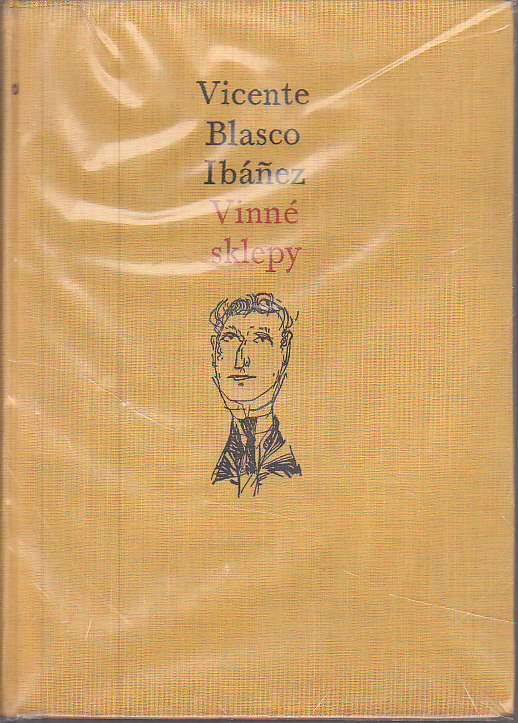 Vicente
Blasco
Ibáñez
Vinné
sklepy